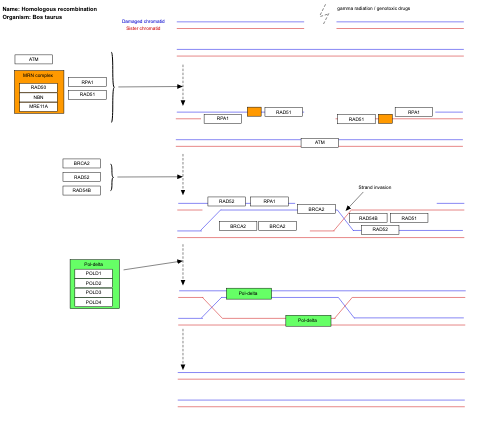 Name: Homologous recombination
Organism: Bos taurus
gamma radiation / genotoxic drugs
Damaged chromatid
Sister chromatid
ATM
MRN complex
RAD50
NBN
MRE11A
RPA1
RAD51
RPA1
RAD51
RAD51
RPA1
ATM
BRCA2
RAD52
RAD54B
Strand invasion
RAD52
RPA1
BRCA2
RAD54B
RAD51
BRCA2
BRCA2
RAD52
Pol-delta
POLD1
POLD2
POLD3
POLD4
Pol-delta
Pol-delta